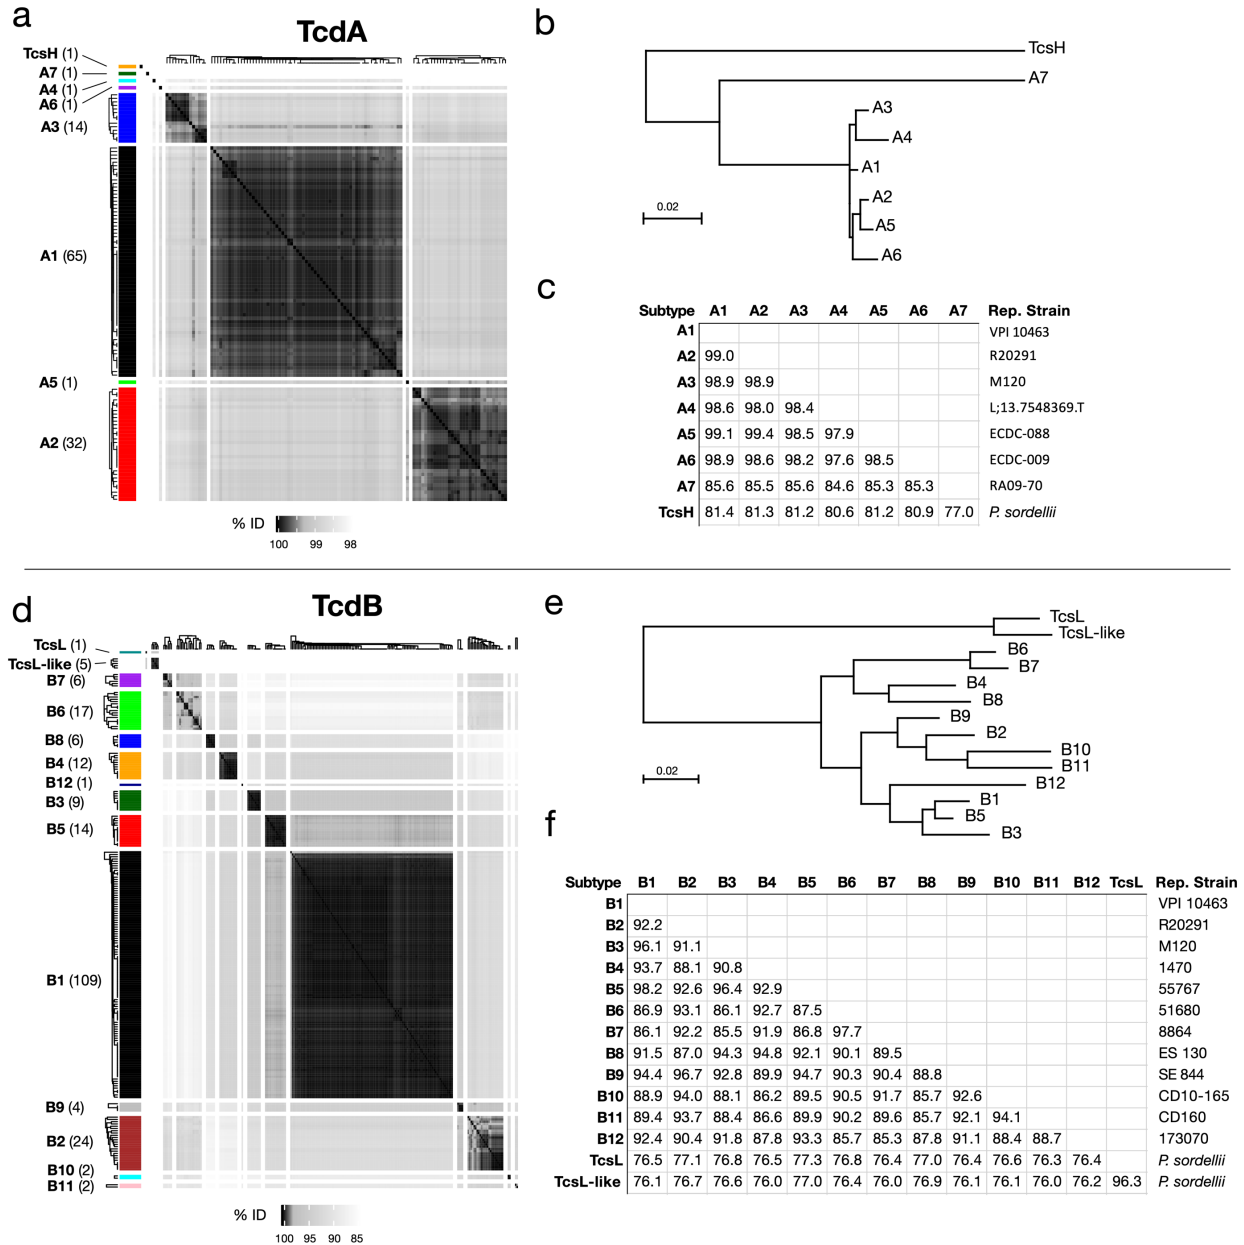 a
TcdA
TcsH (1)
A7 (1)
A4 (1)
A6 (1)
A3 (14)
A1 (65)
A5 (1)
A2 (32)
% ID
100 99 98
b
TcsH
A7
A3
A4
A1
A2
A5
A6
0.02
c
Subtype A1 A2 A3 A4 A5 A6 A7 Rep. Strain
A1 VPI 10463
A2 99.0 R20291
A3 98.9 98.9 M120
A4 98.6 98.0 98.4 L;13.7548369.T
A5 99.1 99.4 98.5 97.9 ECDC-088
A6 98.9 98.6 98.2 97.6 98.5 ECDC-009
A7 85.6 85.5 85.6 84.6 85.3 85.3 RA09-70
TcsH 81.4 81.3 81.2 80.6 81.2 80.9 77.0 P. sordellii
d
TcdB
TcsL (1)
TcsL-like (5)
B7 (6)
B6 (17)
B8 (6)
B4 (12)
B12 (1)
B3 (9)
B5 (14)
B1 (109)
B9 (4)
B2 (24)
B10 (2)
B11 (2)
% ID
100 95 90 85
e
TcsL
TcsL-like
B6
B7
B4
B8
B9
B2
B10
B11
B12
B1
B5
B3
0.02
f
Subtype B1 B2 B3 B4 B5 B6 B7 B8 B9 B10 B11 B12 TcsL Rep. Strain
B1 VPI 10463
B2 92.2 R20291
B3 96.1 91.1 M120
B4 93.7 88.1 90.8 1470
B5 98.2 92.6 96.4 92.9 55767
B6 86.9 93.1 86.1 92.7 87.5 51680
B7 86.1 92.2 85.5 91.9 86.8 97.7 8864
B8 91.5 87.0 94.3 94.8 92.1 90.1 89.5 ES 130
B9 94.4 96.7 92.8 89.9 94.7 90.3 90.4 88.8 SE 844
B10 88.9 94.0 88.1 86.2 89.5 90.5 91.7 85.7 92.6 CD10-165
B11 89.4 93.7 88.4 86.6 89.9 90.2 89.6 85.7 92.1 94.1 CD160
B12 92.4 90.4 91.8 87.8 93.3 85.7 85.3 87.8 91.1 88.4 88.7 173070
TcsL 76.5 77.1 76.8 76.5 77.3 76.8 76.4 77.0 76.4 76.6 76.3 76.4 P. sordellii
TcsL-like 76.1 76.7 76.6 76.0 77.0 76.4 76.0 76.9 76.1 76.1 76.0 76.2 96.3 P. sordellii